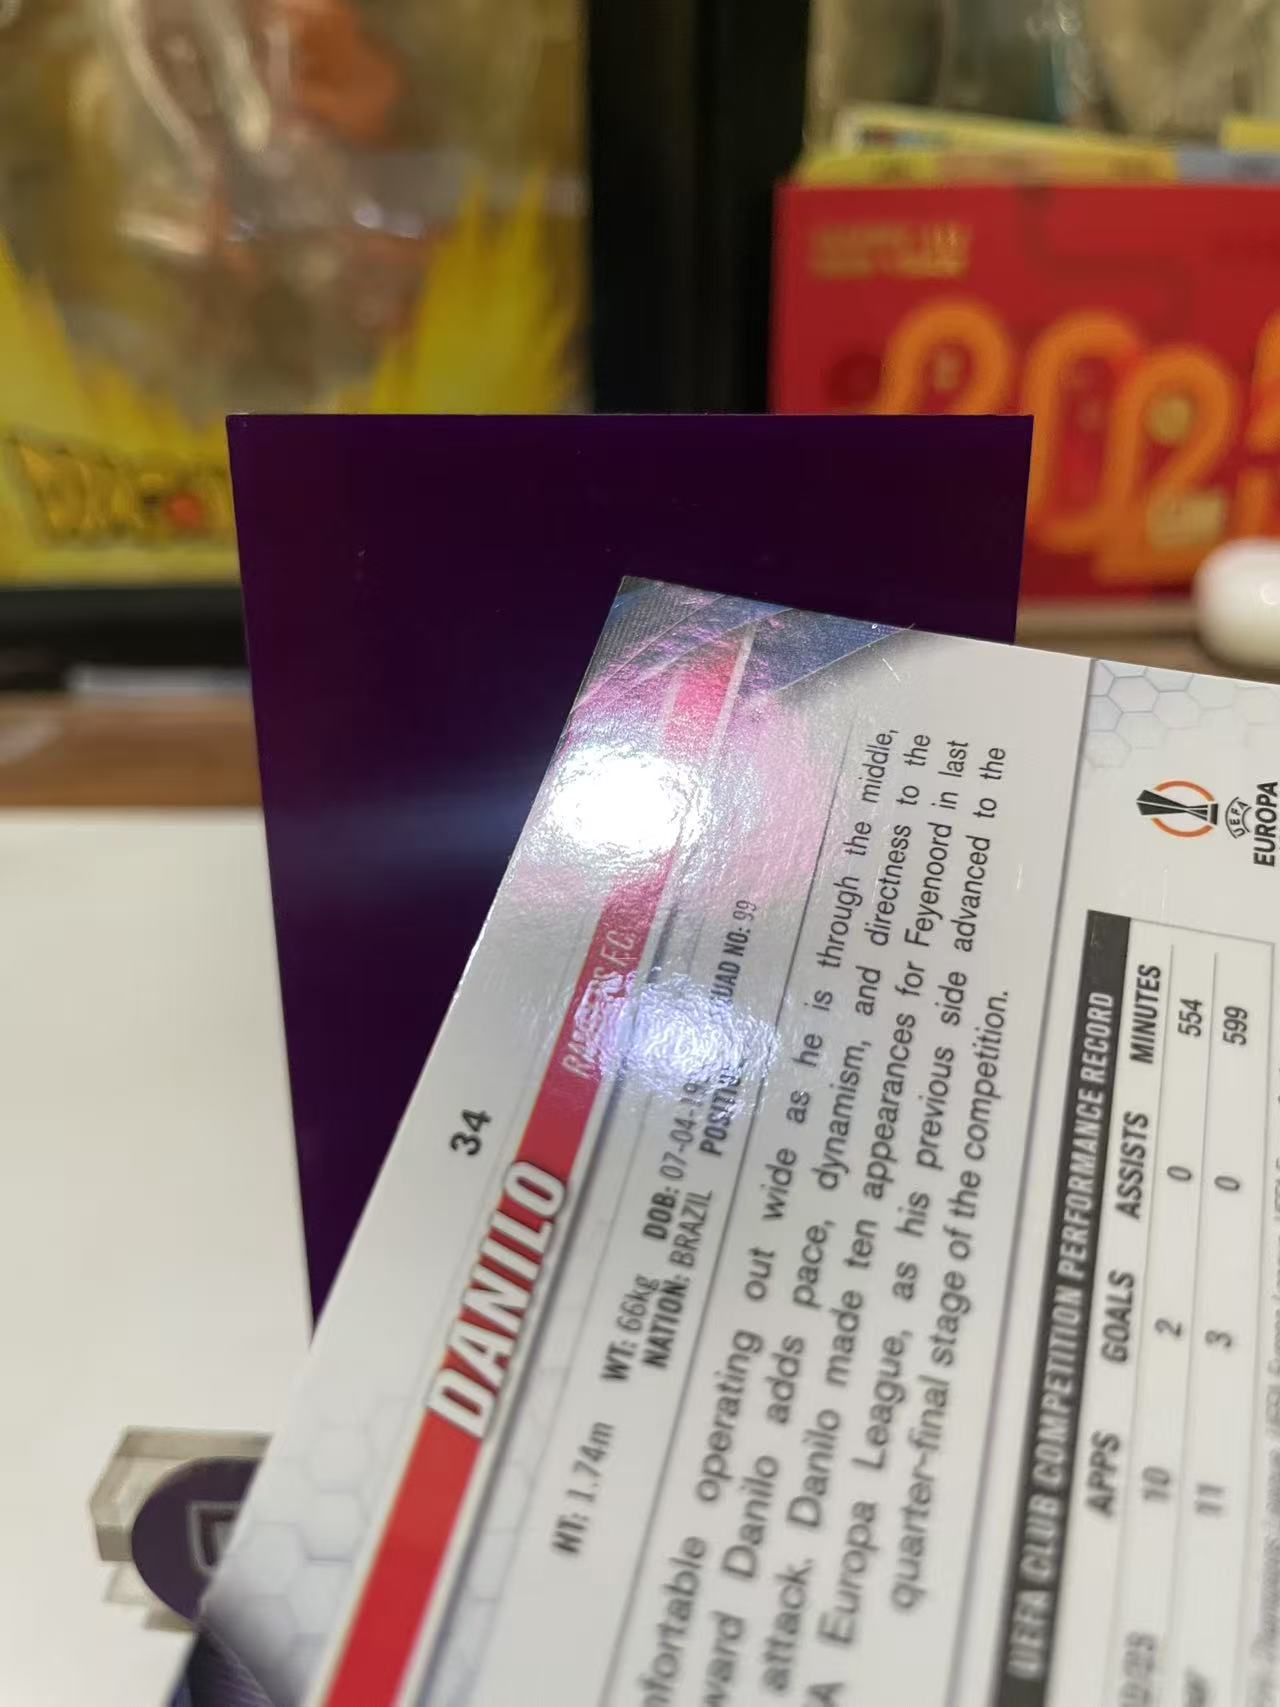 34
DANILO
RANGERS F.C.
HT: 1.74m WT: 66kg DOB: 07-04-19
NATION: BRAZIL POSITI UAD NO: 99
nfortable operating out wide as he is through the middle,
ward Danilo adds pace, dynamism, and directness to the
attack. Danilo made ten appearances for Feyenoord in last
A Europa League, as his previous side advanced to the
quarter-final stage of the competition.
UEFA
EUROPA
UEFA CLUB COMPETITION PERFORMANCE RECORD
APPS GOALS ASSISTS MINUTES
10 2 0 554
11 3 0 599